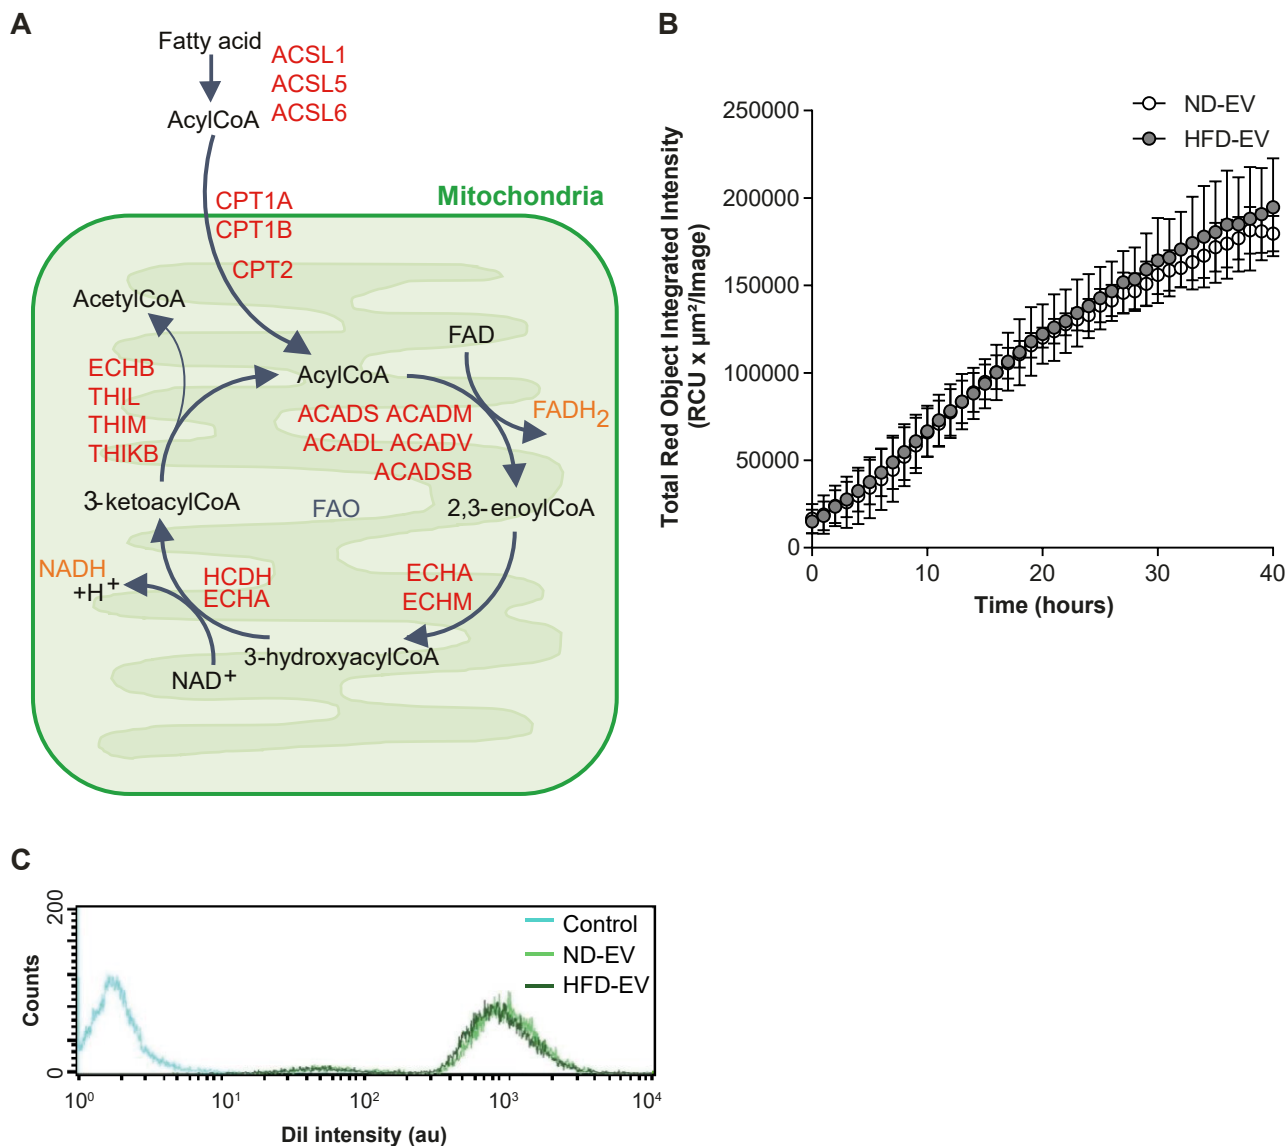 A
Fatty acid
ACSL1
ACSL5
ACSL6
AcylCoA
CPT1A
CPT1B
CPT2
Mitochondria
AcetylCoA
FAD
AcylCoA
ECHB
THIL
THIM
THIKB
ACADS ACADM
ACADL ACADV
ACADSB
FADH2
3-ketoacylCoA
FAO
2,3-enoylCoA
NADH
+H+
HCDH
ECHA
ECHA
ECHM
3-hydroxyacylCoA
NAD+
B
Total Red Object Integrated Intensity
(RCU x µm²/Image)
250000
200000
150000
100000
50000
0
ND-EV
HFD-EV
0 10 20 30 40
Time (hours)
C
Counts
200
0
Control
ND-EV
HFD-EV
10⁰ 10¹ 10² 10³ 10⁴
DiI intensity (au)